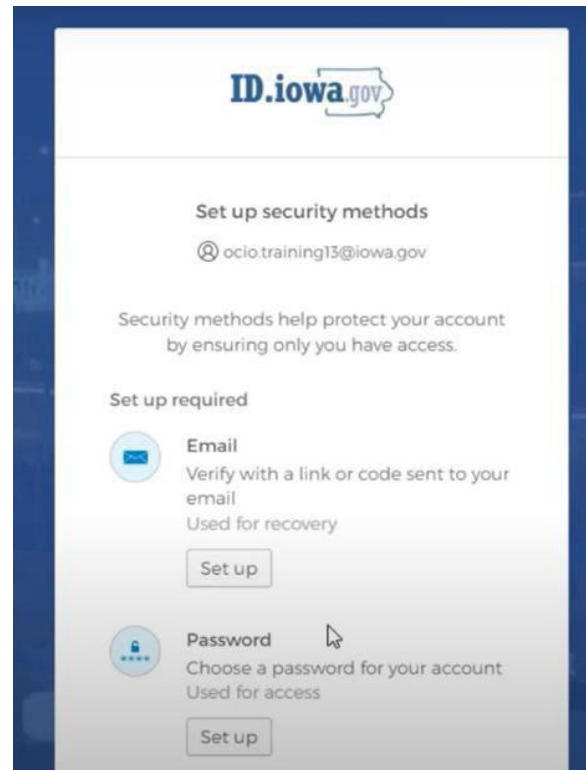 ID.iowa.gov
Set up security methods
ocio.training13@iowa.gov
Security methods help protect your account
by ensuring only you have access.
Set up required
Email
Verify with a link or code sent to your
email
Used for recovery
Set up
Password
Choose a password for your account
Used for access
Set up